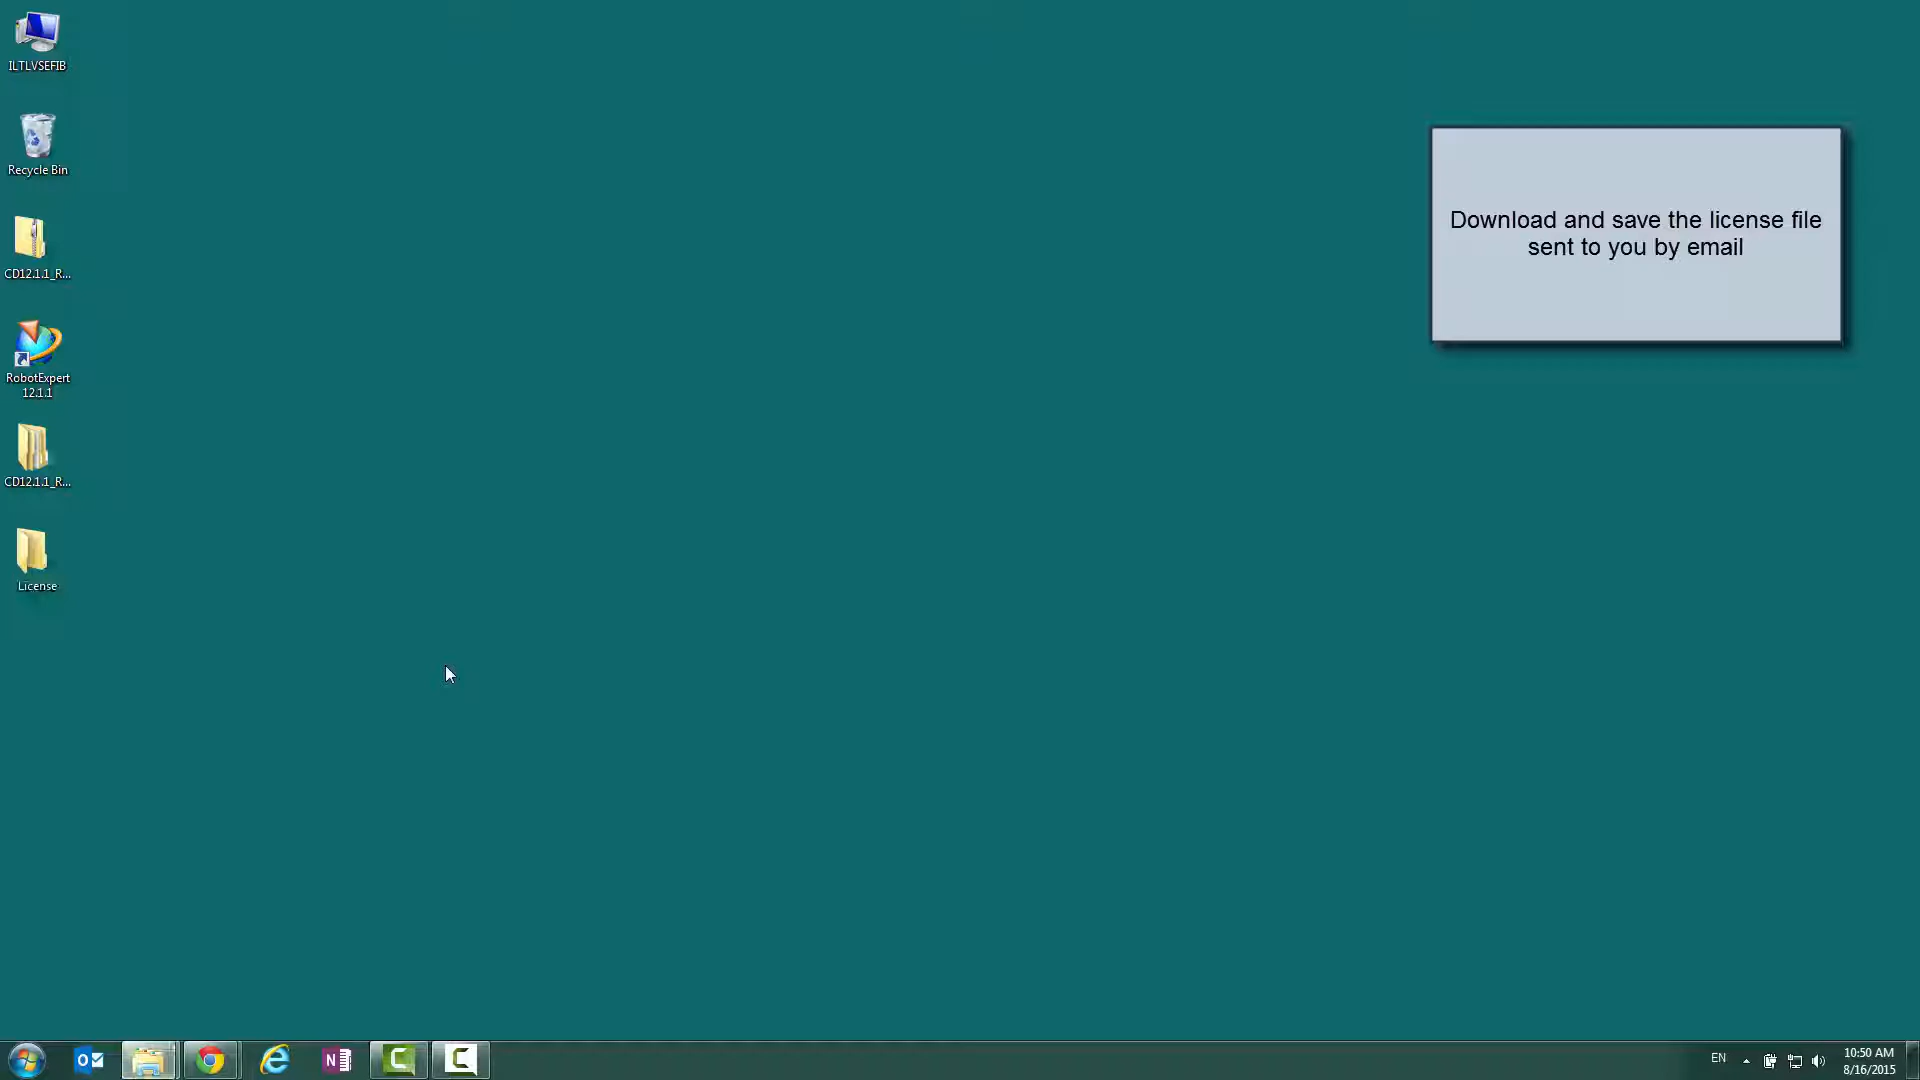 ILTLVSEFIB
Recycle Bin
CD12.1.1_R...
RobotExpert
12.1.1
CD12.1.1_R...
License
Download and save the license file
sent to you by email
EN
10:50 AM
8/16/2015